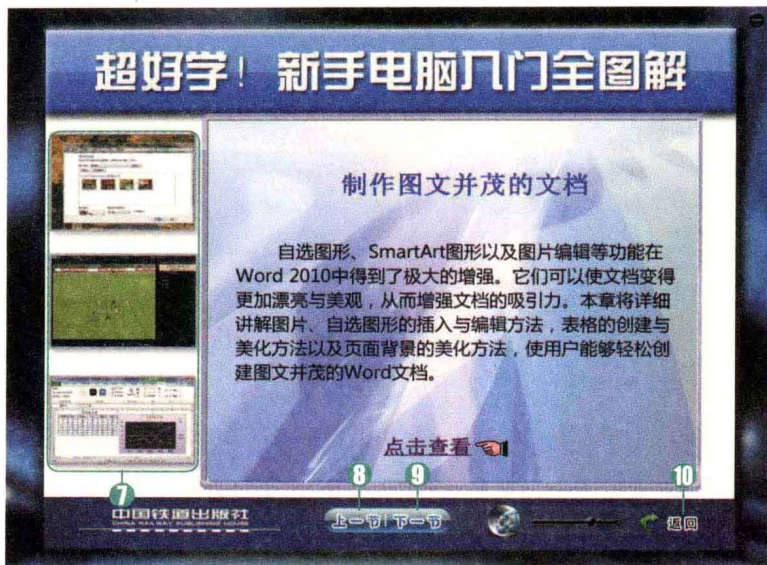 超好学！新手电脑入门全图解
制作图文并茂的文档
自选图形、SmartArt图形以及图片编辑等功能在
Word 2010中得到了极大的增强。它们可以使文档变得
更加漂亮与美观，从而增强文档的吸引力。本章将详细
讲解图片、自选图形的插入与编辑方法，表格的创建与
美化方法以及页面背景的美化方法，使用户能够轻松创
建图文并茂的Word文档。
点击查看
7
8
9
10
中国铁道出版社
CHINA RAILWAY PUBLISHING HOUSE
上一节 下一节
返回